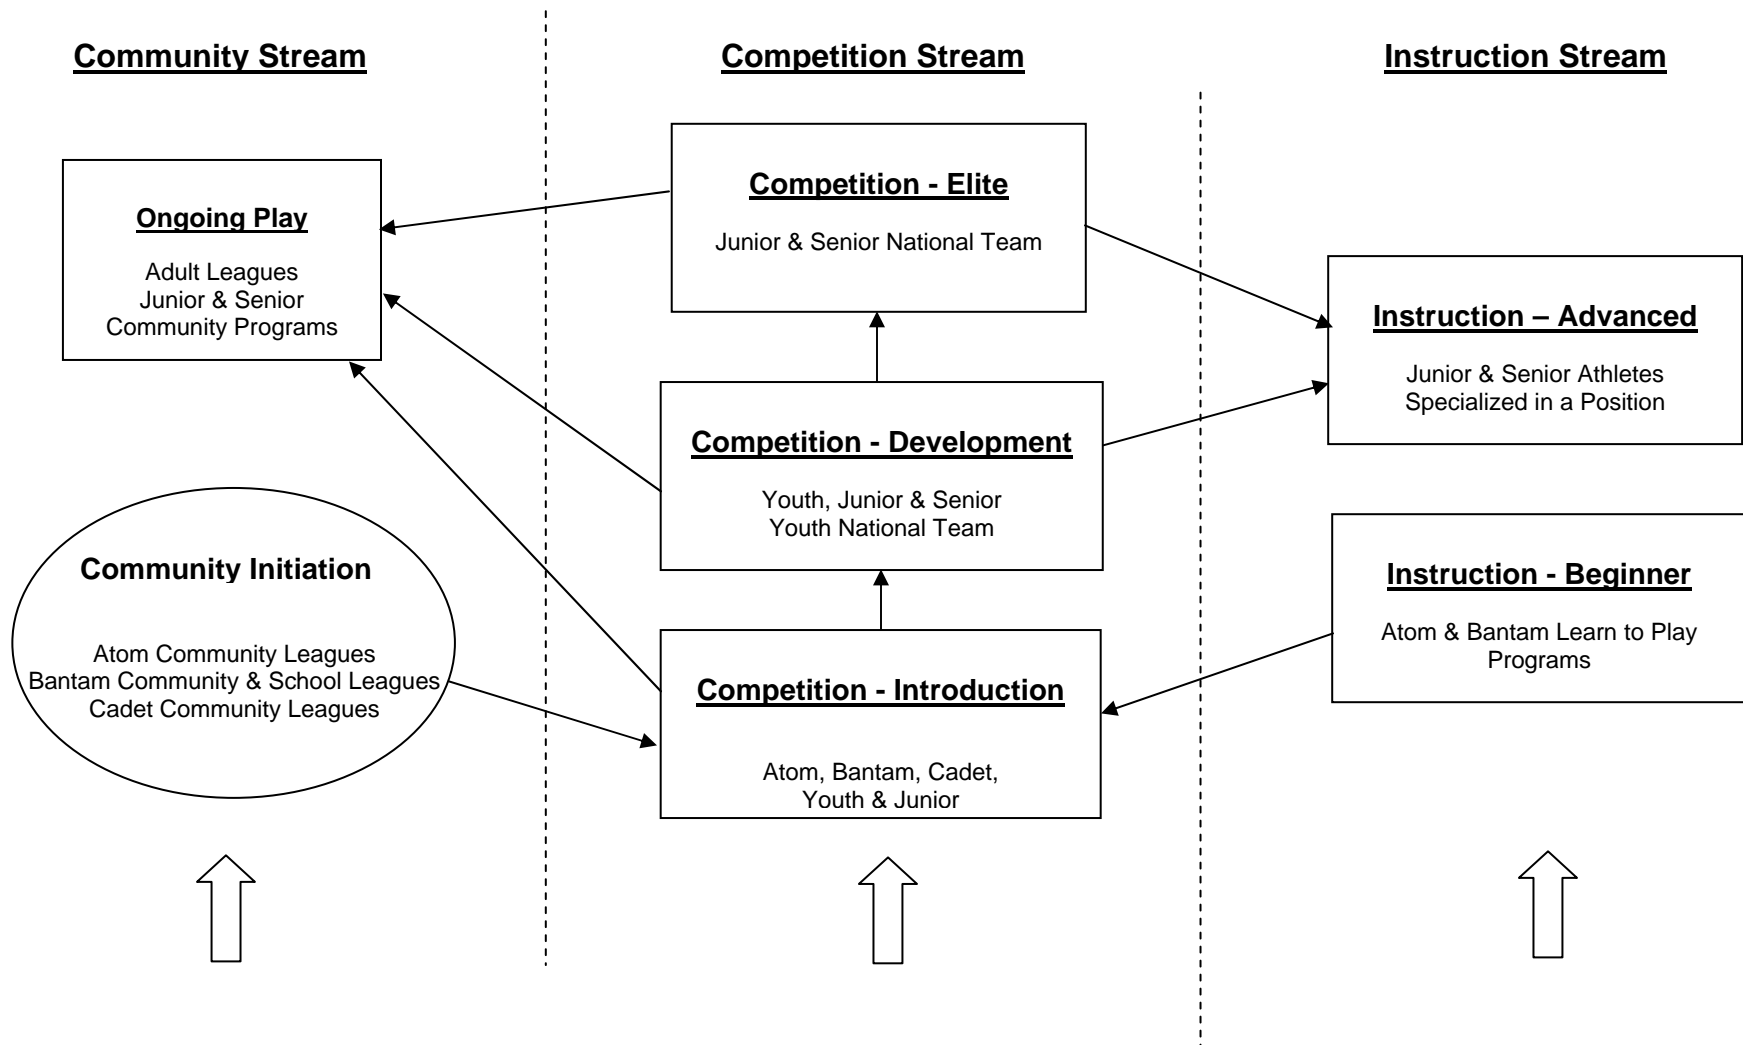 Community Stream
Competition Stream
Instruction Stream
Ongoing Play
Adult Leagues
Junior & Senior
Community Programs
Community Initiation
Atom Community Leagues
Bantam Community & School Leagues
Cadet Community Leagues
Competition - Elite
Junior & Senior National Team
Competition - Development
Youth, Junior & Senior
Youth National Team
Competition - Introduction
Atom, Bantam, Cadet,
Youth & Junior
Instruction – Advanced
Junior & Senior Athletes
Specialized in a Position
Instruction - Beginner
Atom & Bantam Learn to Play
Programs